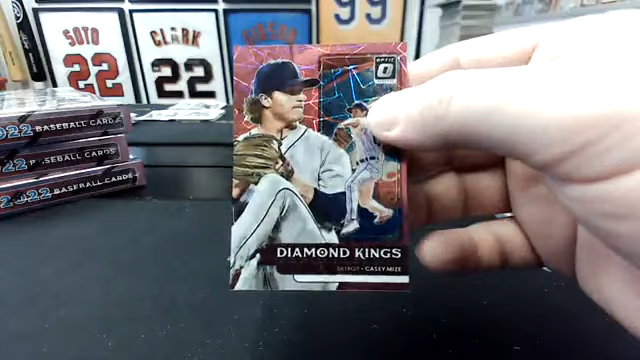 SOTO
22
CLARK
22
GIBSON
99
OPTIC
2022 BASEBALL CARDS
2022 BASEBALL CARDS
2022 BASEBALL CARDS
DIAMOND KINGS
DETROIT • CASEY MIZE